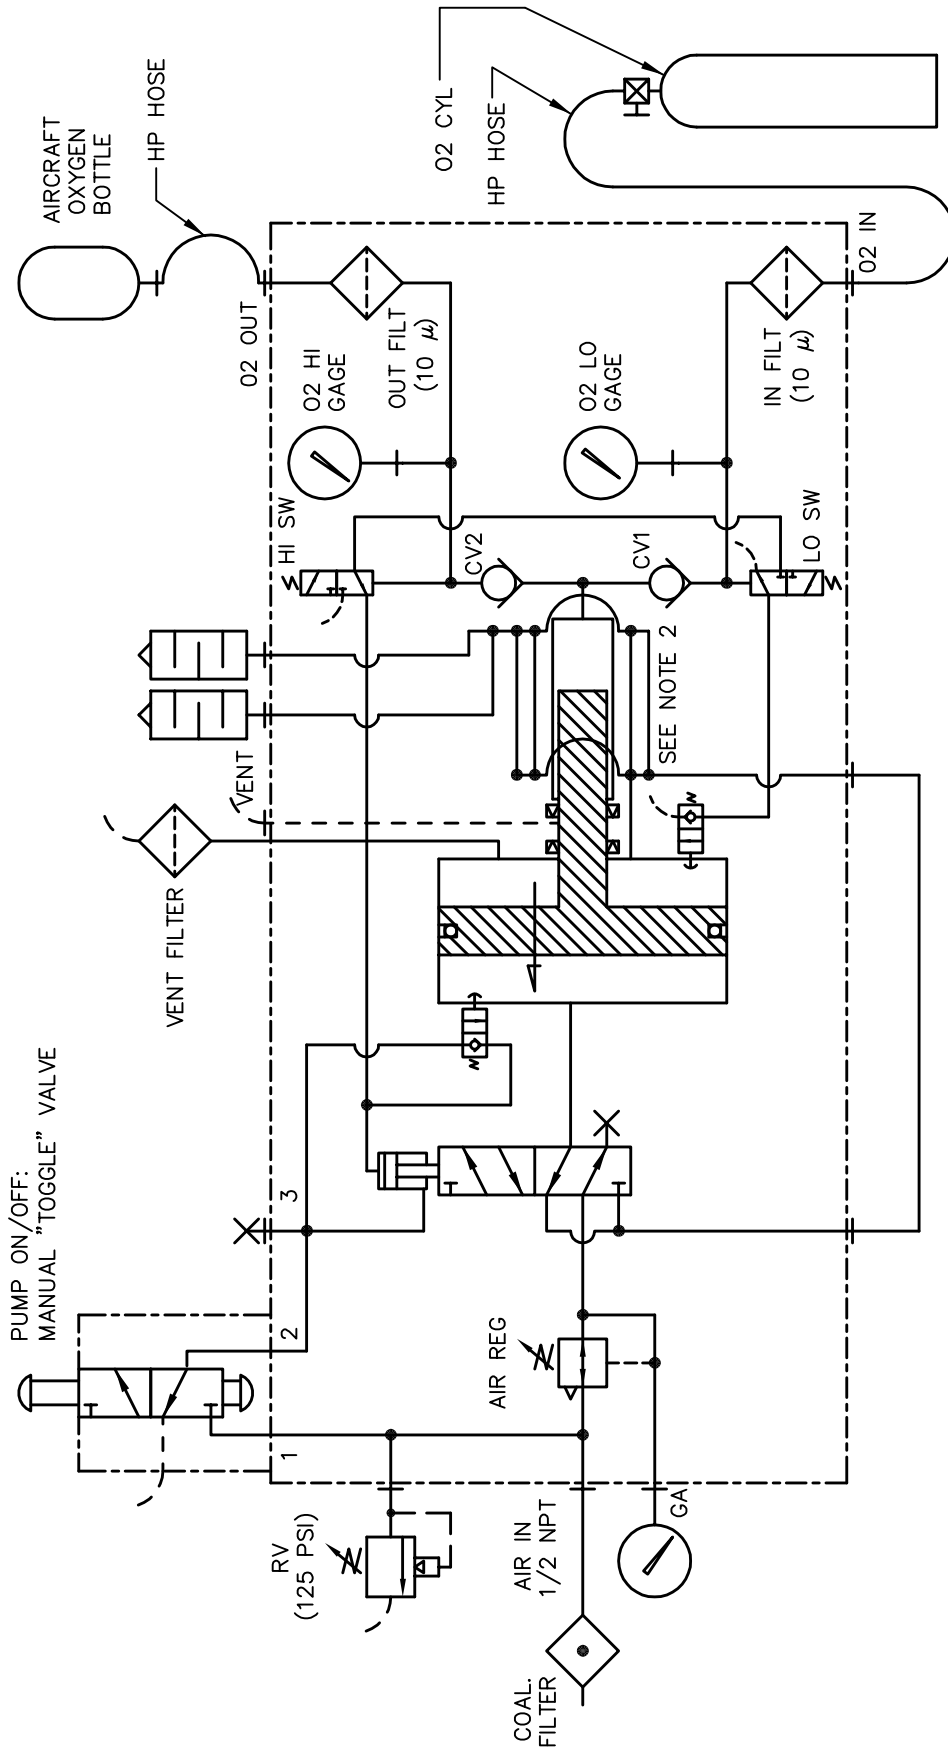 AIRCRAFT
OXYGEN
BOTTLE
HP HOSE
O2 CYL
HP HOSE
O2 OUT
O2 IN
OUT FILT
(10 µ)
O2 HI
GAGE
O2 LO
GAGE
IN FILT
(10 µ)
HI SW
CV2
CV1
LO SW
SEE NOTE 2
VENT
VENT FILTER
PUMP ON/OFF:
MANUAL "TOGGLE" VALVE
3
2
1
AIR REG
RV
(125 PSI)
AIR IN
1/2 NPT
GA
COAL.
FILTER